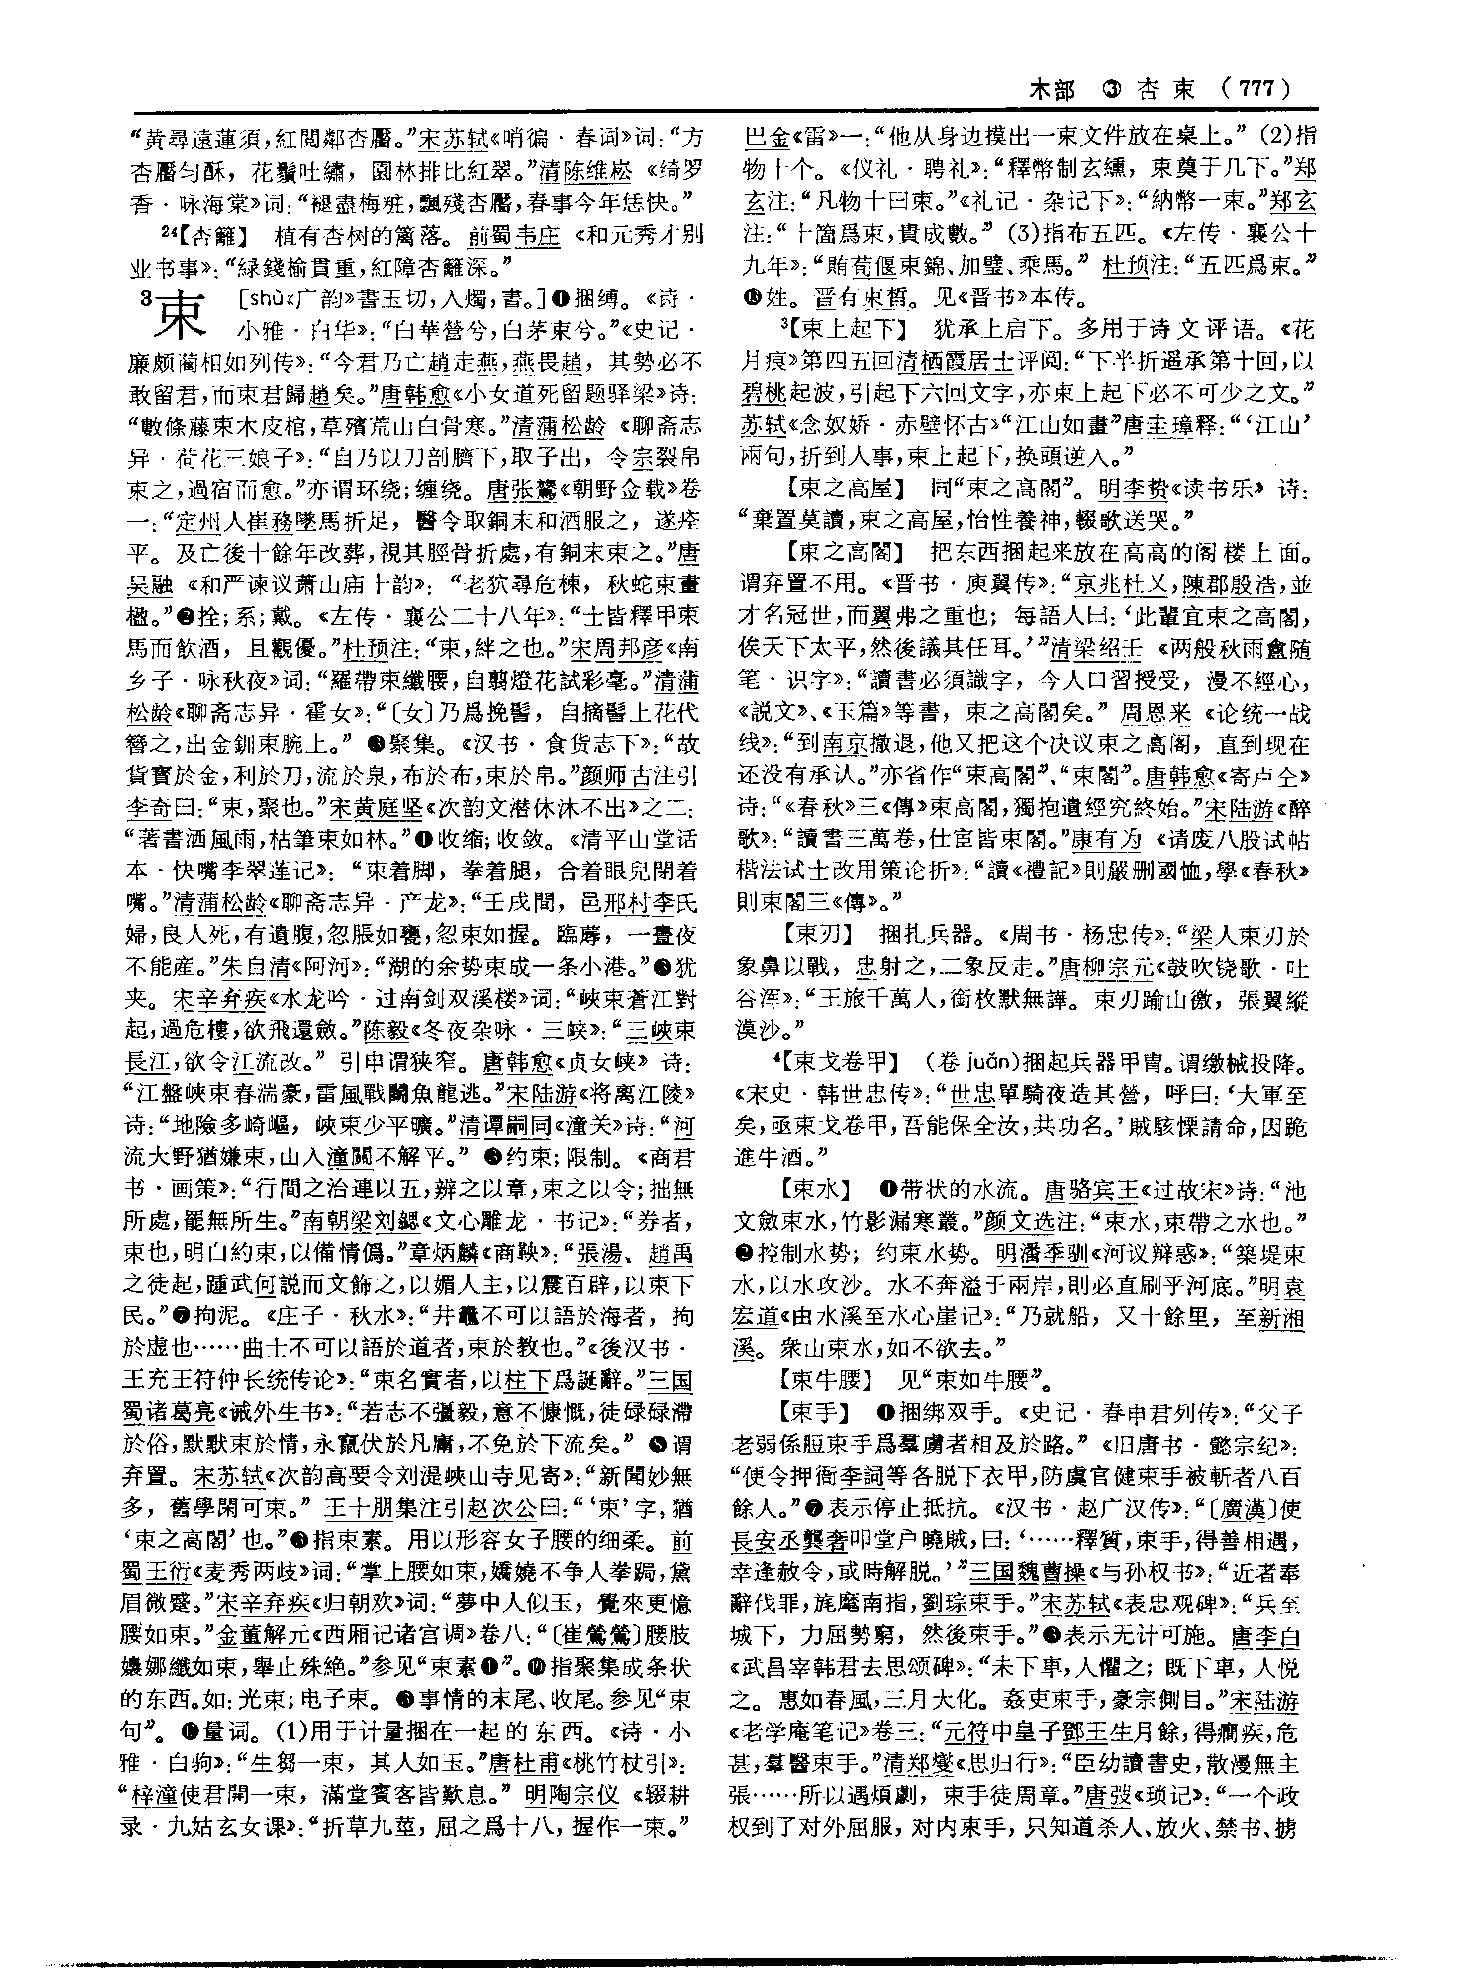 木部 ❸ 杏 束 (777)
“黄尋遠蓮須，紅閲鄰杏靨。”宋苏轼《哨徧·春词》词：“方
杏靨匀酥，花鬚吐繡，園林排比紅翠。”清陈维崧《绮罗
香·咏海棠》词：“褪盡梅粧，飄殘杏靨，春事今年恁快。”
²⁴【杏籬】 植有杏树的篱落。前蜀韦庄《和元秀才别
业书事》：“緑錢榆貫重，紅障杏籬深。”
³束 [shù《广韵》書玉切，入燭，書。]❶捆缚。《诗·
小雅·白华》：“白華菅兮，白茅束兮。”《史记·
廉颇蔺相如列传》：“今君乃亡趙走燕，燕畏趙，其勢必不
敢留君，而束君歸趙矣。”唐韩愈《小女道死留题驿梁》诗：
“數條藤束木皮棺，草殯荒山白骨寒。”清蒲松龄《聊斋志
异·荷花三娘子》：“自乃以刀剖臍下，取子出，令宗裂帛
束之，過宿而愈。”亦谓环绕；缠绕。唐张鷟《朝野佥载》卷
一：“定州人崔務墜馬折足，醫令取銅末和酒服之，遂痊
平。及亡後十餘年改葬，視其脛骨折處，有銅末束之。”唐
吴融《和严谏议萧山庙十韵》：“老狖尋危棟，秋蛇束畫
楹。”❷拴；系；戴。《左传·襄公二十八年》：“士皆釋甲束
馬而飲酒，且觀優。”杜预注：“束，絆之也。”宋周邦彦《南
乡子·咏秋夜》词：“羅帶束纖腰，自翦燈花試彩毫。”清蒲
松龄《聊斋志异·霍女》：“〔女〕乃爲挽髻，自摘髻上花代
簪之，出金釧束腕上。”❸聚集。《汉书·食货志下》：“故
貨寶於金，利於刀，流於泉，布於布，束於帛。”颜师古注引
李奇曰：“束，聚也。”宋黄庭坚《次韵文潜休沐不出》之二：
“著書洒風雨，枯筆束如林。”❹收缩；收敛。《清平山堂话
本·快嘴李翠莲记》：“束着脚，拳着腿，合着眼兒閉着
嘴。”清蒲松龄《聊斋志异·产龙》：“壬戌間，邑邢村李氏
婦，良人死，有遺腹，忽脹如甕，忽束如握。臨蓐，一晝夜
不能産。”朱自清《阿河》：“湖的余势束成一条小港。”❺犹
夹。宋辛弃疾《水龙吟·过南剑双溪楼》词：“峽束蒼江對
起，過危樓，欲飛還斂。”陈毅《冬夜杂咏·三峡》：“三峽束
長江，欲令江流改。”引申谓狭窄。唐韩愈《贞女峡》诗：
“江盤峽束春湍豪，雷風戰鬭魚龍逃。”宋陆游《将离江陵》
诗：“地險多崎嶇，峽束少平曠。”清谭嗣同《潼关》诗：“河
流大野猶嫌束，山入潼關不解平。”❻约束；限制。《商君
书·画策》：“行間之治連以五，辨之以章，束之以令；拙無
所處，罷無所生。”南朝梁刘勰《文心雕龙·书记》：“券者，
束也，明白約束，以備情僞。”章炳麟《商鞅》：“張湯、趙禹
之徒起，踵武何説而文飾之，以媚人主，以震百辟，以束下
民。”❼拘泥。《庄子·秋水》：“井鼃不可以語於海者，拘
於虚也……曲士不可以語於道者，束於教也。”《後汉书·
王充王符仲长统传论》：“束名實者，以柱下爲誕辭。”三国
蜀诸葛亮《诫外生书》：“若志不彊毅，意不慷慨，徒碌碌滯
於俗，默默束於情，永竄伏於凡庸，不免於下流矣。”❽谓
弃置。宋苏轼《次韵高要令刘湜峡山寺见寄》：“新聞妙無
多，舊學閑可束。”王十朋集注引赵次公曰：“‘束’字，猶
‘束之高閣’也。”❾指束素。用以形容女子腰的细柔。前
蜀王衍《麦秀两歧》词：“掌上腰如束，嬌嬈不争人拳跼，黛
眉微蹙。”宋辛弃疾《归朝欢》词：“夢中人似玉，覺來更憶
腰如束。”金董解元《西厢记诸宫调》卷八：“〔崔鶯鶯〕腰肢
嬝娜纖如束，舉止殊絶。”参见“束素❶”。❿指聚集成条状
的东西。如：光束；电子束。⓫事情的末尾、收尾。参见“束
句”。⓬量词。(1)用于计量捆在一起的东西。《诗·小
雅·白驹》：“生芻一束，其人如玉。”唐杜甫《桃竹杖引》：
“梓潼使君開一束，滿堂賓客皆歎息。”明陶宗仪《辍耕
录·九姑玄女课》：“折草九莖，屈之爲十八，握作一束。”
巴金《雷》一：“他从身边摸出一束文件放在桌上。”(2)指
物十个。《仪礼·聘礼》：“釋幣制玄纁，束奠于几下。”郑
玄注：“凡物十曰束。”《礼记·杂记下》：“納幣一束。”郑玄
注：“十箇爲束，貴成數。”(3)指布五匹。《左传·襄公十
九年》：“賄荀偃束錦、加璧、乘馬。”杜预注：“五匹爲束。”
⓭姓。晋有束晳。见《晋书》本传。
³【束上起下】 犹承上启下。多用于诗文评语。《花
月痕》第四五回清栖霞居士评阅：“下半折遥承第十回，以
碧桃起波，引起下六回文字，亦束上起下必不可少之文。”
苏轼《念奴娇·赤壁怀古》“江山如畫”唐圭璋释：“‘江山’
兩句，折到人事，束上起下，换頭逆入。”
【束之高屋】 同“束之高閣”。明李贽《读书乐》诗：
“棄置莫讀，束之高屋，怡性養神，輟歌送哭。”
【束之高閣】 把东西捆起来放在高高的阁楼上面。
谓弃置不用。《晋书·庾翼传》：“京兆杜乂，陳郡殷浩，並
才名冠世，而翼弗之重也；每語人曰：‘此輩宜束之高閣，
俟天下太平，然後議其任耳。’”清梁绍壬《两般秋雨盦随
笔·识字》：“讀書必須識字，今人口習授受，漫不經心，
《説文》、《玉篇》等書，束之高閣矣。”周恩来《论统一战
线》：“到南京撤退，他又把这个决议束之高阁，直到现在
还没有承认。”亦省作“束高閣”、“束閣”。唐韩愈《寄卢仝》
诗：“《春秋》三《傳》束高閣，獨抱遺經究終始。”宋陆游《醉
歌》：“讀書三萬卷，仕宦皆束閣。”康有为《请废八股试帖
楷法试士改用策论折》：“讀《禮記》則嚴删國恤，學《春秋》
則束閣三《傳》。”
【束刃】 捆扎兵器。《周书·杨忠传》：“梁人束刃於
象鼻以戰，忠射之，二象反走。”唐柳宗元《鼓吹铙歌·吐
谷浑》：“王旅千萬人，銜枚默無譁。束刃踰山徼，張翼縱
漠沙。”
⁴【束戈卷甲】 （卷juǎn）捆起兵器甲胄。谓缴械投降。
《宋史·韩世忠传》：“世忠單騎夜造其營，呼曰：‘大軍至
矣，亟束戈卷甲，吾能保全汝，共功名。’賊駭慄請命，因跪
進牛酒。”
【束水】 ❶带状的水流。唐骆宾王《过故宋》诗：“池
文斂束水，竹影漏寒叢。”颜文选注：“束水，束帶之水也。”
❷控制水势；约束水势。明潘季驯《河议辩惑》：“築堤束
水，以水攻沙。水不奔溢于兩岸，則必直刷乎河底。”明袁
宏道《由水溪至水心崖记》：“乃就船，又十餘里，至新湘
溪。衆山束水，如不欲去。”
【束牛腰】 见“束如牛腰”。
【束手】 ❶捆绑双手。《史记·春申君列传》：“父子
老弱係脰束手爲羣虜者相及於路。”《旧唐书·懿宗纪》：
“便令押衙李詞等各脱下衣甲，防虞官健束手被斬者八百
餘人。”❷表示停止抵抗。《汉书·赵广汉传》：“〔廣漢〕使
長安丞龔奢叩堂户曉賊，曰：‘……釋質，束手，得善相遇，
幸逢赦令，或時解脱。’”三国魏曹操《与孙权书》：“近者奉
辭伐罪，旄麾南指，劉琮束手。”宋苏轼《表忠观碑》：“兵至
城下，力屈勢窮，然後束手。”❸表示无计可施。唐李白
《武昌宰韩君去思颂碑》：“未下車，人懼之；既下車，人悦
之。惠如春風，三月大化。姦吏束手，豪宗側目。”宋陆游
《老学庵笔记》卷三：“元符中皇子鄧王生月餘，得癇疾，危
甚，羣醫束手。”清郑燮《思归行》：“臣幼讀書史，散漫無主
張……所以遇煩劇，束手徒周章。”唐弢《琐记》：“一个政
权到了对外屈服，对内束手，只知道杀人、放火、禁书、掳